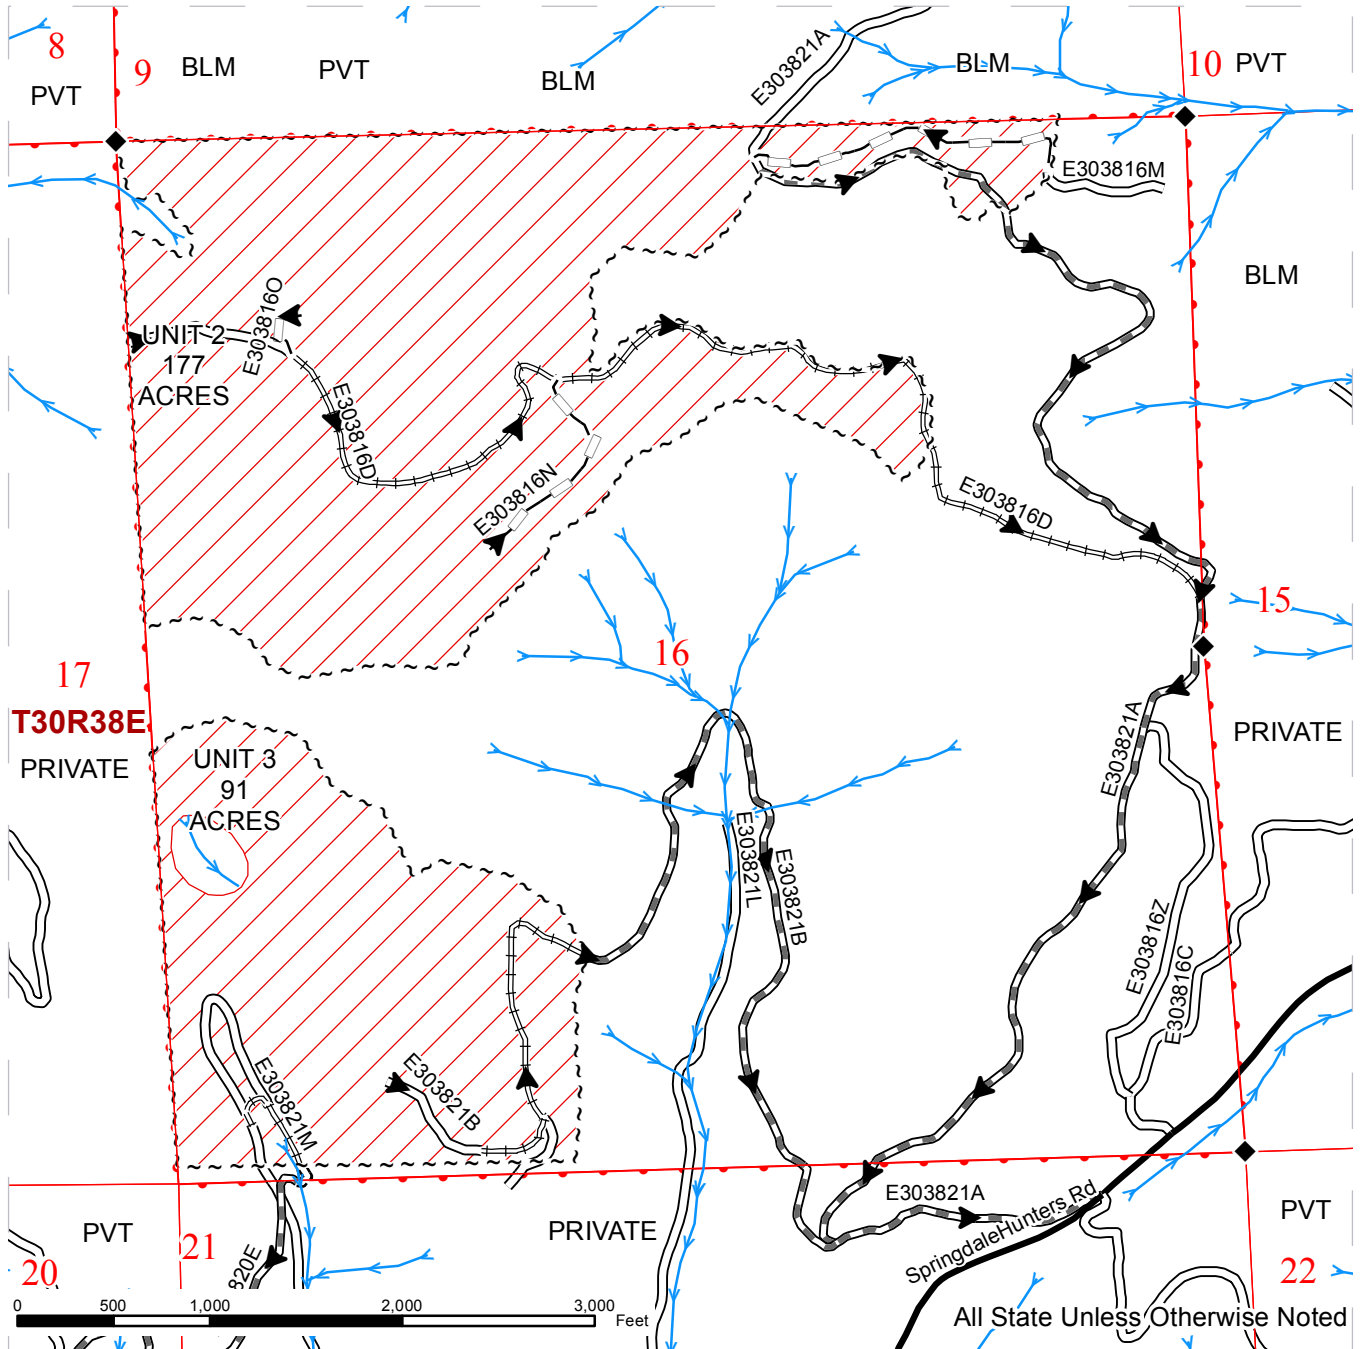 8
9
BLM
PVT
BLM
E303821A
BLM
10
PVT
PVT
E303816M
BLM
E303816O
UNIT 2
177
ACRES
E303816D
E303816N
E303816D
15
16
17
T30R38E
PRIVATE
UNIT 3
91
ACRES
E303821A
PRIVATE
E303821L
E303821B
E303816Z
E303816C
E303821M
E303821B
PVT
21
820E
20
PRIVATE
E303821A
SpringdaleHunters Rd
PVT
22
0 500 1,000 2,000 3,000
Feet
All State Unless Otherwise Noted